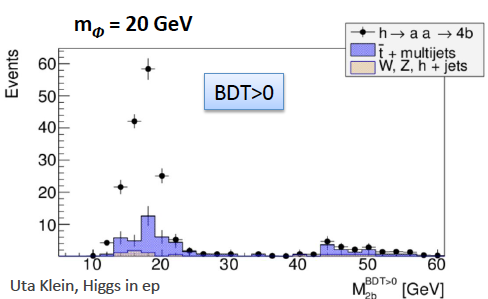 m_Φ = 20 GeV
h → a a → 4b
t̄ + multijets
W, Z, h + jets
Events
BDT>0
60
50
40
30
20
10
10 20 30 40 50 60
Uta Klein, Higgs in ep
M_2b^BDT>0 [GeV]